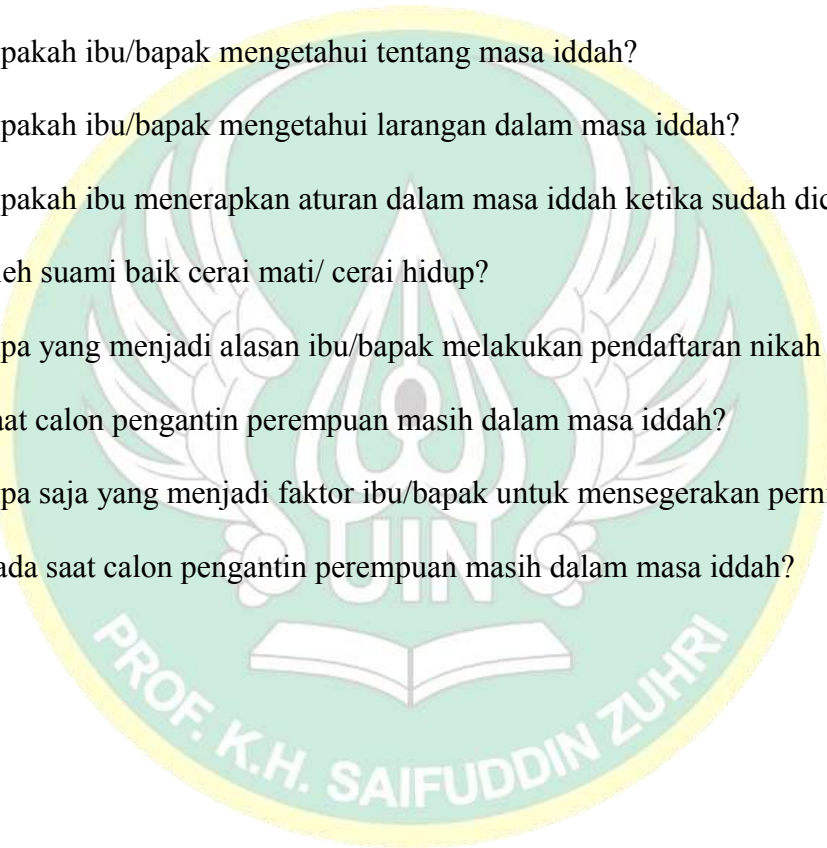 pakah ibu/bapak mengetahui tentang masa iddah?
pakah ibu/bapak mengetahui larangan dalam masa iddah?
pakah ibu menerapkan aturan dalam masa iddah ketika sudah dic
leh suami baik cerai mati/ cerai hidup?
pa yang menjadi alasan ibu/bapak melakukan pendaftaran nikah
aat calon pengantin perempuan masih dalam masa iddah?
pa saja yang menjadi faktor ibu/bapak untuk mensegerakan pern
ada saat calon pengantin perempuan masih dalam masa iddah?
UIN
PROF. K.H. SAIFUDDIN ZUHRI